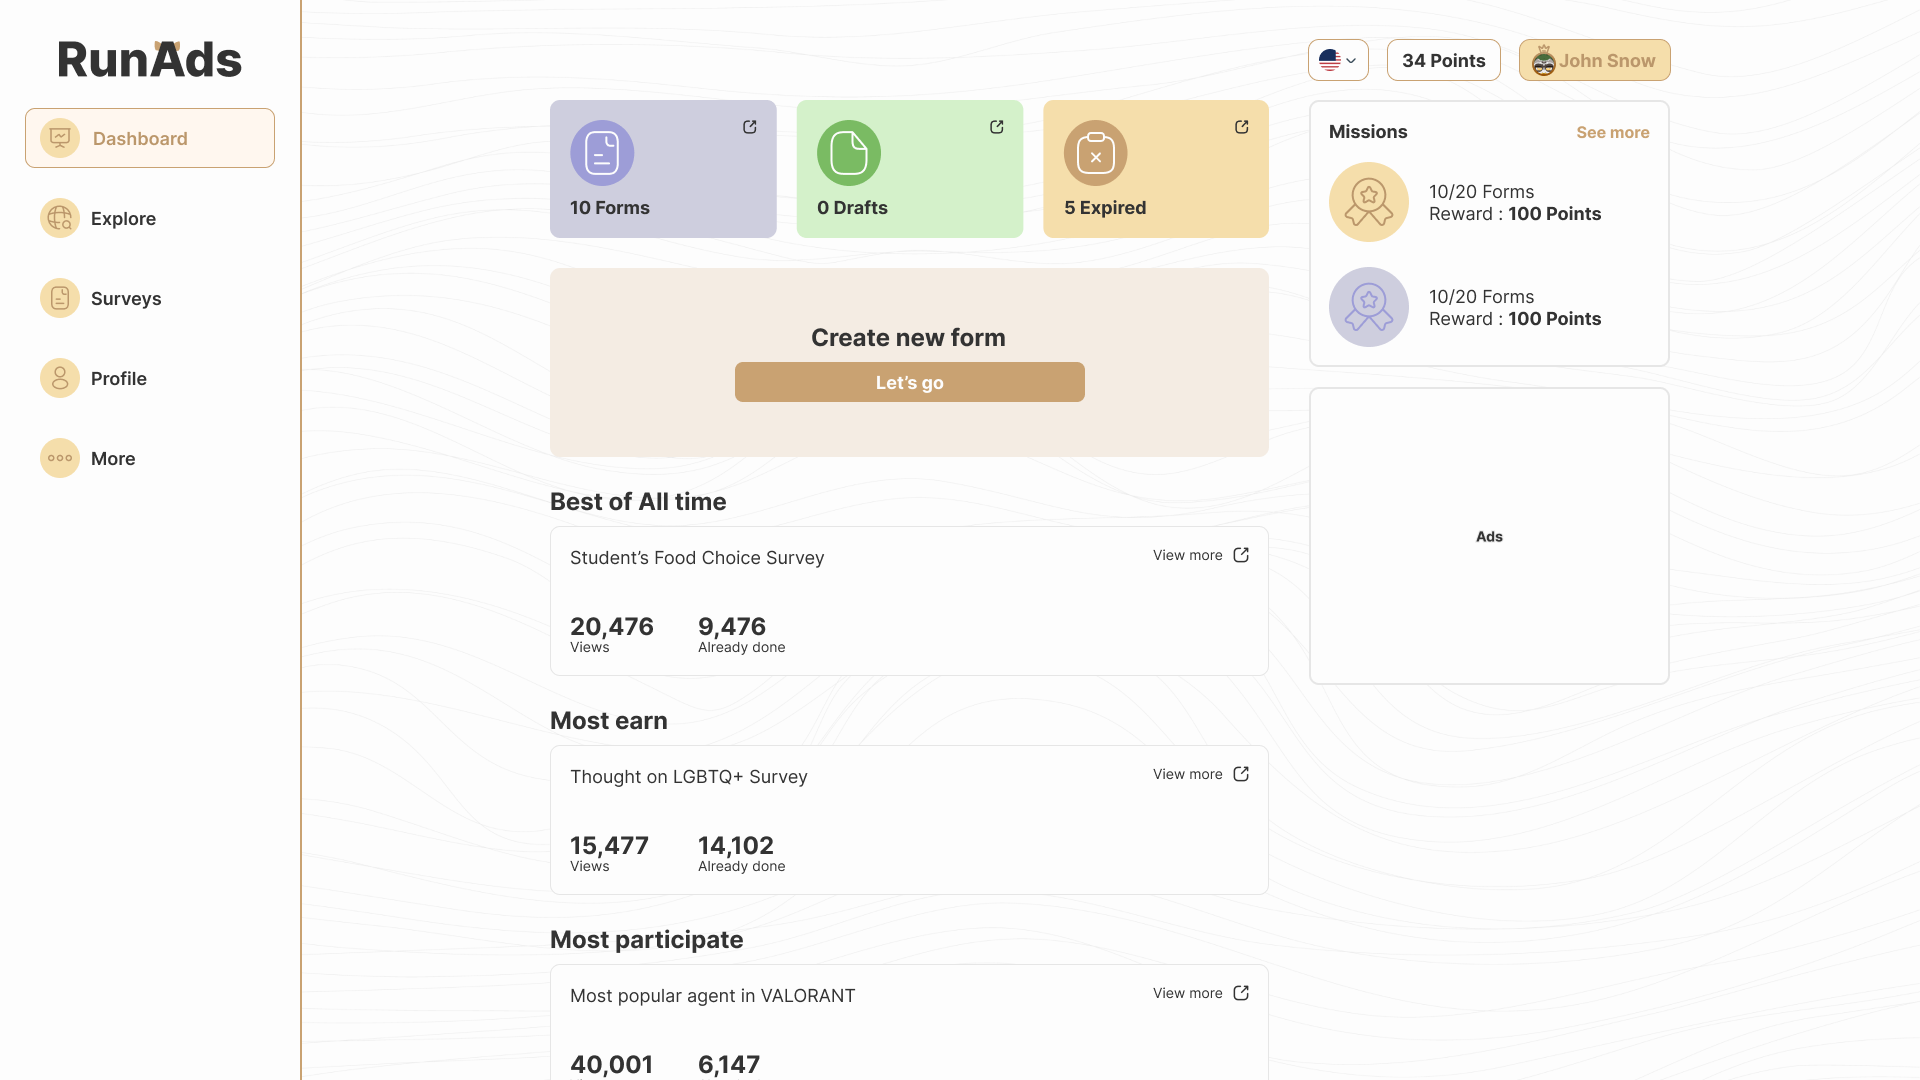 RunAds
Dashboard
Explore
Surveys
Profile
More
34 Points
John Snow
10 Forms
0 Drafts
5 Expired
Create new form
Let’s go
Best of All time
Student’s Food Choice Survey
View more
20,476
Views
9,476
Already done
Most earn
Thought on LGBTQ+ Survey
View more
15,477
Views
14,102
Already done
Most participate
Most popular agent in VALORANT
View more
40,001
6,147
Missions
See more
10/20 Forms
Reward : 100 Points
10/20 Forms
Reward : 100 Points
Ads